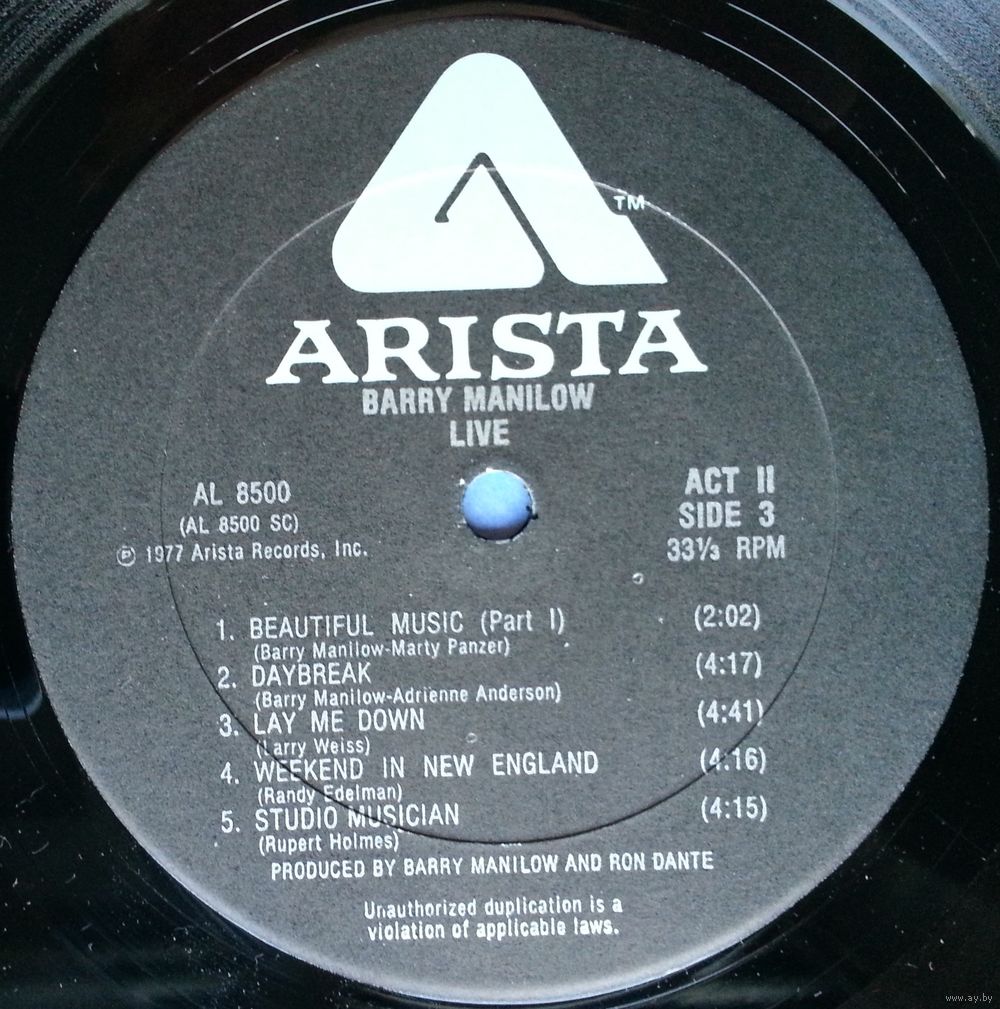 TM
ARISTA
BARRY MANILOW
LIVE
AL 8500
(AL 8500 SC)
℗ 1977 Arista Records, Inc.
ACT II
SIDE 3
33⅓ RPM
1. BEAUTIFUL MUSIC (Part I) (2:02)
(Barry Manilow-Marty Panzer)
2. DAYBREAK (4:17)
(Barry Manilow-Adrienne Anderson)
3. LAY ME DOWN (4:41)
(Larry Weiss)
4. WEEKEND IN NEW ENGLAND (4:16)
(Randy Edelman)
5. STUDIO MUSICIAN (4:15)
(Rupert Holmes)
PRODUCED BY BARRY MANILOW AND RON DANTE
Unauthorized duplication is a
violation of applicable laws.
www.ay.by